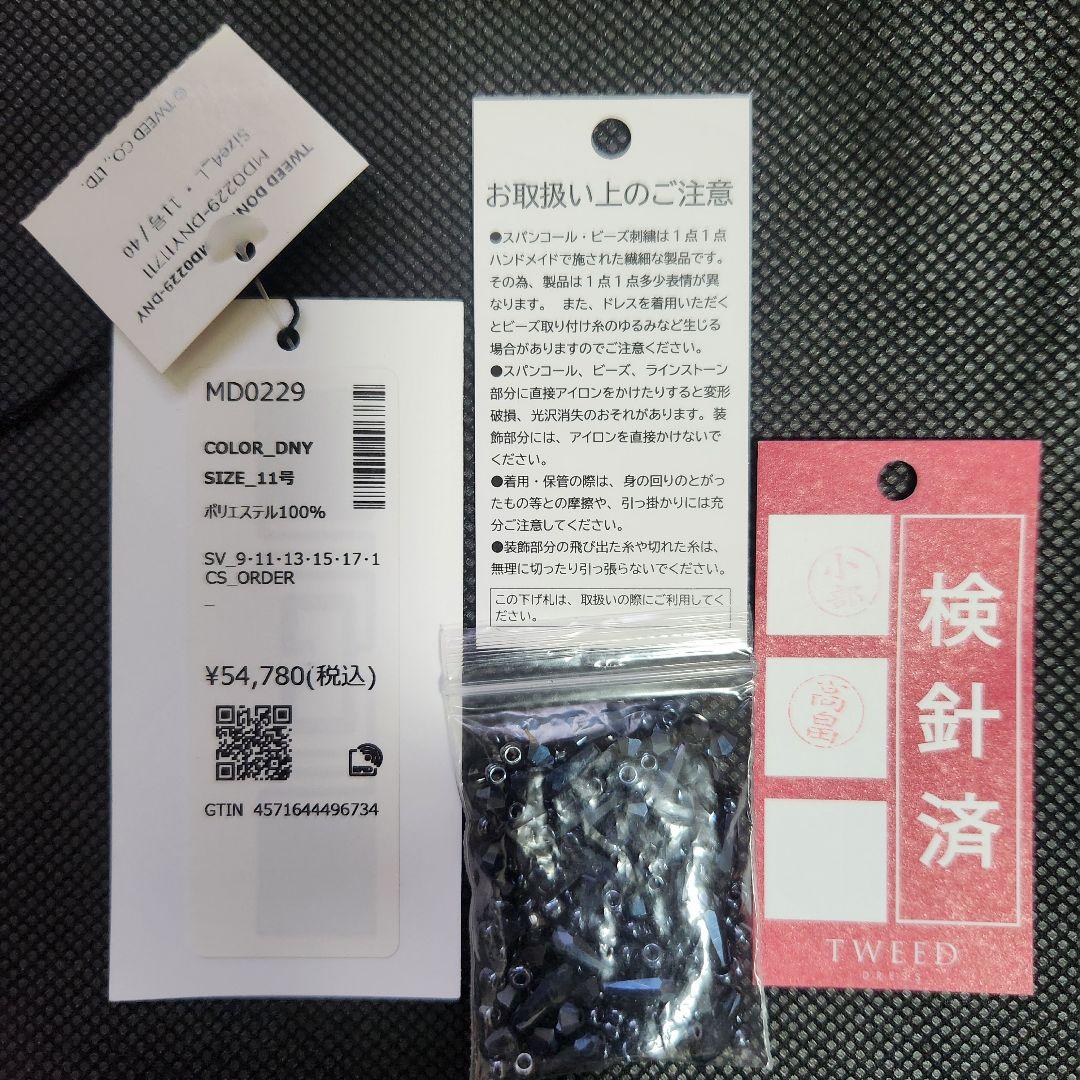 TWEED DON
MD0229-DNY
MD0229-DNY[171]
Size4_L・11号/40
© TWEED CO., LTD.
MD0229
COLOR_DNY
SIZE_11号
ポリエステル100%
SV_9・11・13・15・17・1
CS_ORDER
_
¥54,780(税込)
GTIN 4571644496734
お取扱い上のご注意
●スパンコール・ビーズ刺繍は1点1点
ハンドメイドで施された繊細な製品です。
その為、製品は1点1点多少表情が異
なります。 また、ドレスを着用いただく
とビーズ取り付け糸のゆるみなど生じる
場合がありますのでご注意ください。
●スパンコール、ビーズ、ラインストーン
部分に直接アイロンをかけたりすると変形
破損、光沢消失のおそれがあります。装
飾部分には、アイロンを直接かけないで
ください。
●着用・保管の際は、身の回りのとがっ
たもの等との摩擦や、引っ掛かりには充
分ご注意してください。
●装飾部分の飛び出た糸や切れた糸は、
無理に切ったり引っ張らないでください。
この下げ札は、取扱いの際にご利用してく
ださい。
小部
高畠
検針済
TWEED
DRESS